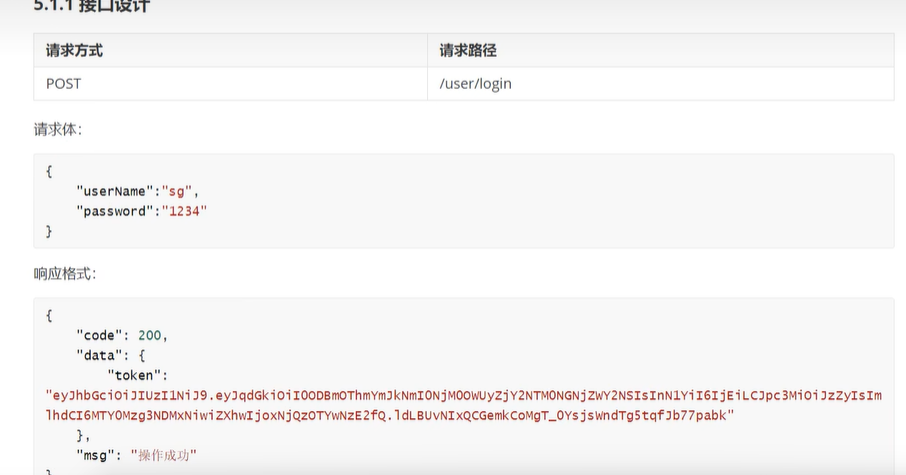 5.1.1 接口设计
请求方式 请求路径
POST /user/login
请求体：
{
"userName":"sg",
"password":"1234"
}
响应格式：
{
"code": 200,
"data": {
"token":
"eyJhbGciOiJIUzI1NiJ9.eyJqdGkiOiI0ODBmOThmYmJkNmI0NjM0OWUyZjY2NTM0NGNjZWY2NSIsInN1YiI6IjEiLCJpc3MiOiJzZyIsIm
lhdCI6MTY0Mzg3NDMxNiwiZXhwIjoxNjQzOTYwNzE2fQ.ldLBUvNIxQCGemkCoMgT_0YsjsWndTg5tqfJb77pabk"
},
"msg": "操作成功"
}